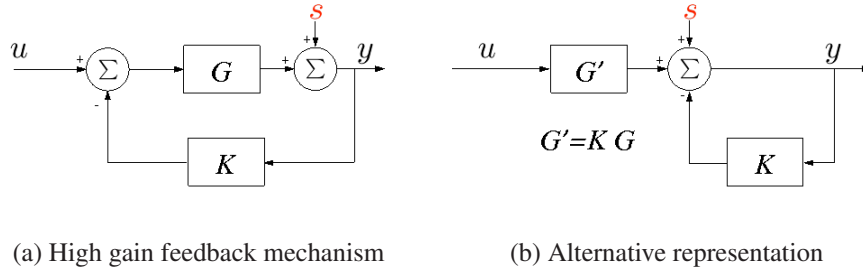 s
u
+
-
Σ
G
+
+
Σ
y
K
(a) High gain feedback mechanism
s
u
G'
+
+
-
Σ
y
G'=K G
K
(b) Alternative representation